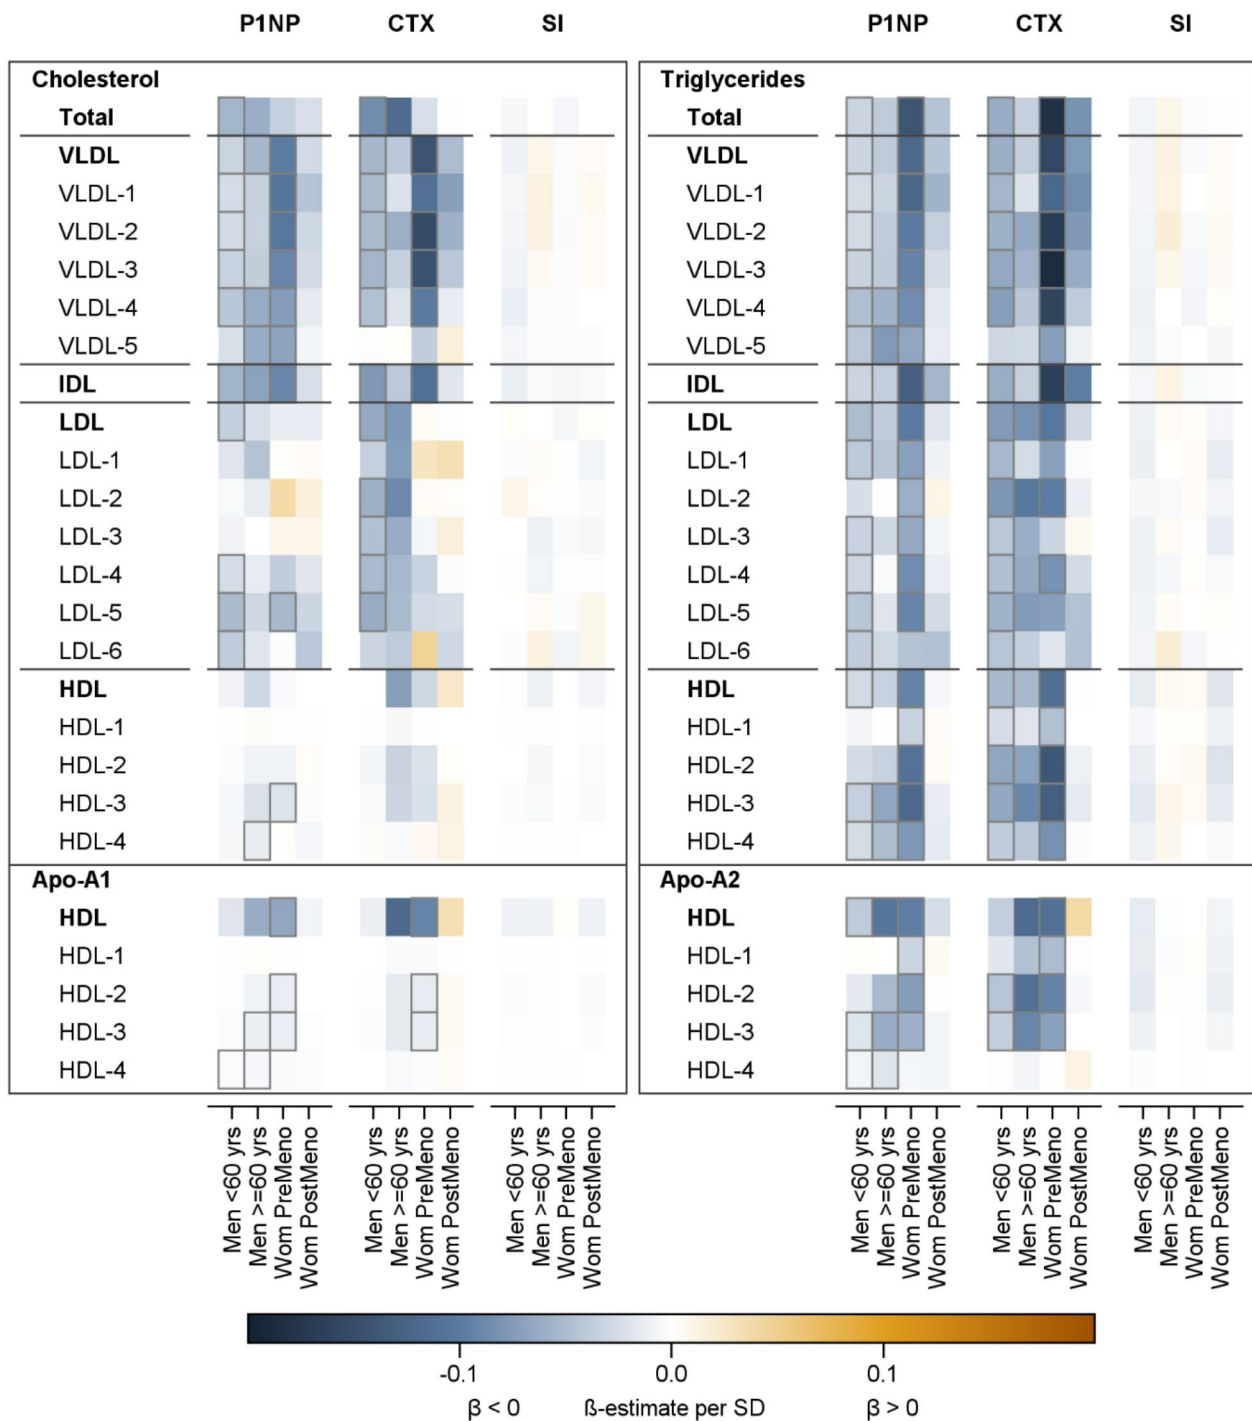 P1NP CTX SI P1NP CTX SI
Cholesterol Triglycerides
Total Total
VLDL VLDL
VLDL-1 VLDL-1
VLDL-2 VLDL-2
VLDL-3 VLDL-3
VLDL-4 VLDL-4
VLDL-5 VLDL-5
IDL IDL
LDL LDL
LDL-1 LDL-1
LDL-2 LDL-2
LDL-3 LDL-3
LDL-4 LDL-4
LDL-5 LDL-5
LDL-6 LDL-6
HDL HDL
HDL-1 HDL-1
HDL-2 HDL-2
HDL-3 HDL-3
HDL-4 HDL-4
Apo-A1 Apo-A2
HDL HDL
HDL-1 HDL-1
HDL-2 HDL-2
HDL-3 HDL-3
HDL-4 HDL-4
Men <60 yrs
Men >=60 yrs
Wom PreMeno
Wom PostMeno
Men <60 yrs
Men >=60 yrs
Wom PreMeno
Wom PostMeno
Men <60 yrs
Men >=60 yrs
Wom PreMeno
Wom PostMeno
Men <60 yrs
Men >=60 yrs
Wom PreMeno
Wom PostMeno
Men <60 yrs
Men >=60 yrs
Wom PreMeno
Wom PostMeno
Men <60 yrs
Men >=60 yrs
Wom PreMeno
Wom PostMeno
-0.1 0.0 0.1
β < 0 ß-estimate per SD β > 0